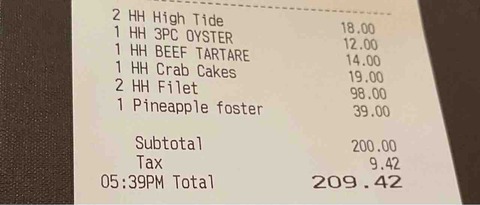 2 HH High Tide 18.00
1 HH 3PC OYSTER 12.00
1 HH BEEF TARTARE 14.00
1 HH Crab Cakes 19.00
2 HH Filet 98.00
1 Pineapple foster 39.00
Subtotal 200.00
Tax 9.42
05:39PM Total 209.42